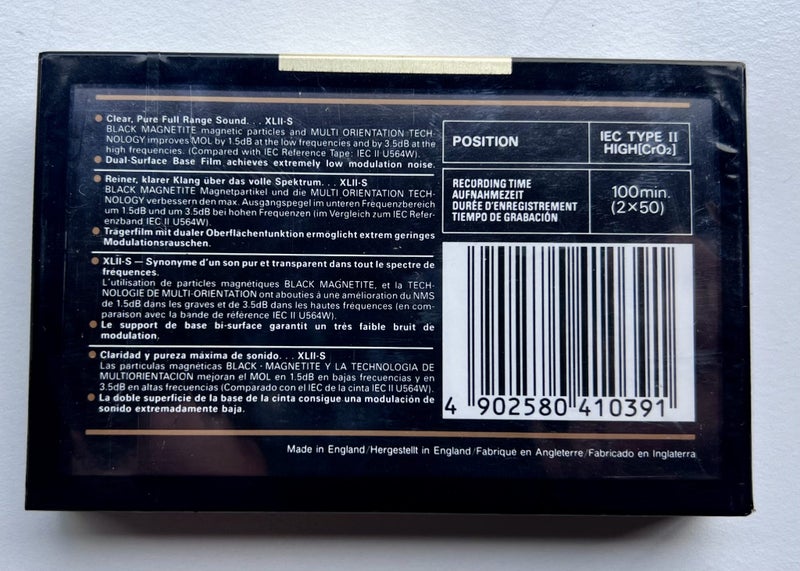 ● Clear, Pure Full Range Sound. . . XLII-S
BLACK MAGNETITE magnetic particles and MULTI ORIENTATION TECH-
NOLOGY improves MOL by 1.5dB at the low frequencies and by 3.5dB at the
high frequencies. (Compared with IEC Reference Tape: IEC II U564W).
● Dual-Surface Base Film achieves extremely low modulation noise.
● Reiner, klarer Klang über das volle Spektrum. . . XLII-S
BLACK MAGNETITE Magnetpartikel und die MULTI ORIENTATION TECH-
NOLOGY verbessern den max. Ausgangspegel im unteren Frequenzbereich
um 1.5dB und um 3.5dB bei hohen Frequenzen (im Vergleich zum IEC Refer-
enzband IEC II U564W).
● Trägerfilm mit dualer Oberflächenfunktion ermöglicht extrem geringes
Modulationsrauschen.
● XLII-S — Synonyme d'un son pur et transparent dans tout le spectre de
fréquences.
L'utilisation de particles magnétiques BLACK MAGNETITE, et la TECH-
NOLOGIE DE MULTI-ORIENTATION ont abouties à une amélioration du NMS
de 1.5dB dans les graves et de 3.5dB dans les hautes fréquences (en com-
paraison avec la bande de référence IEC II U564W).
● Le support de base bi-surface garantit un très faible bruit de
modulation.
● Claridad y pureza máxima de sonido. . . XLII-S
Las particulas magnéticas BLACK・MAGNETITE Y LA TECHNOLOGIA DE
MULTIORIENTACION mejoran el MOL en 1.5dB en bajas frecuencias y en
3.5dB en altas frecuencias (Comparado con el IEC de la cinta IEC II U564W).
● La doble superficie de la base de la cinta consigue una modulación de
sonido extremadamente baja.
POSITION
IEC TYPE II
HIGH[CrO₂]
RECORDING TIME
AUFNAHMEZEIT
DURÉE D'ENREGISTREMENT
TIEMPO DE GRABACIÓN
100min.
(2×50)
4 902580 410391
Made in England/Hergestellt in England/Fabriqué en Angleterre/Fabricado en Inglaterra